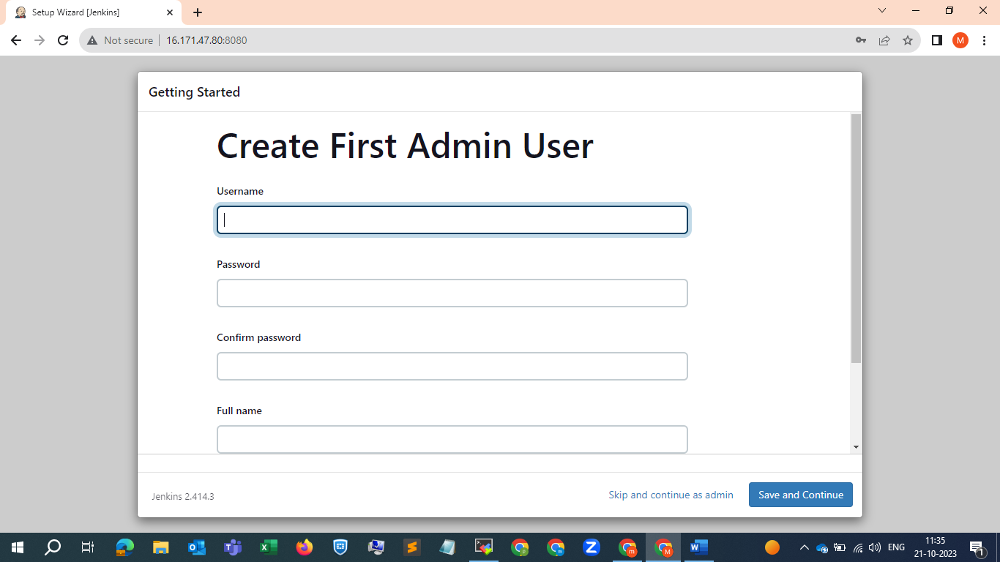 Setup Wizard [Jenkins]
Not secure
16.171.47.80:8080
M
Getting Started
Create First Admin User
Username
Password
Confirm password
Full name
Jenkins 2.414.3
Skip and continue as admin
Save and Continue
ENG
11:35
21-10-2023
1